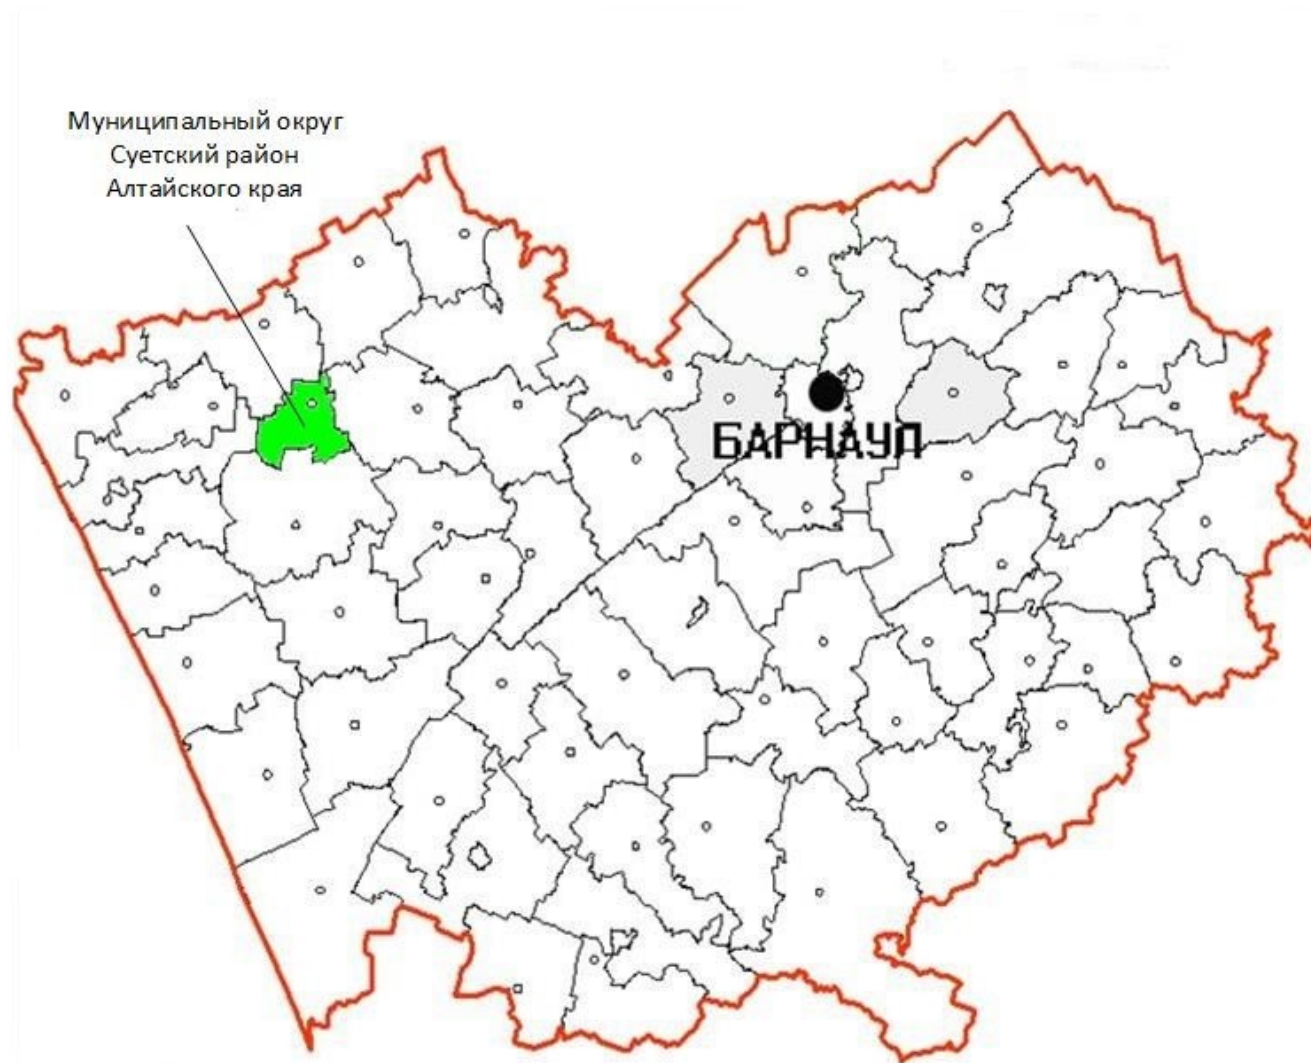 Муниципальный округ
Суетский район
Алтайского края
БАРНАУЛ